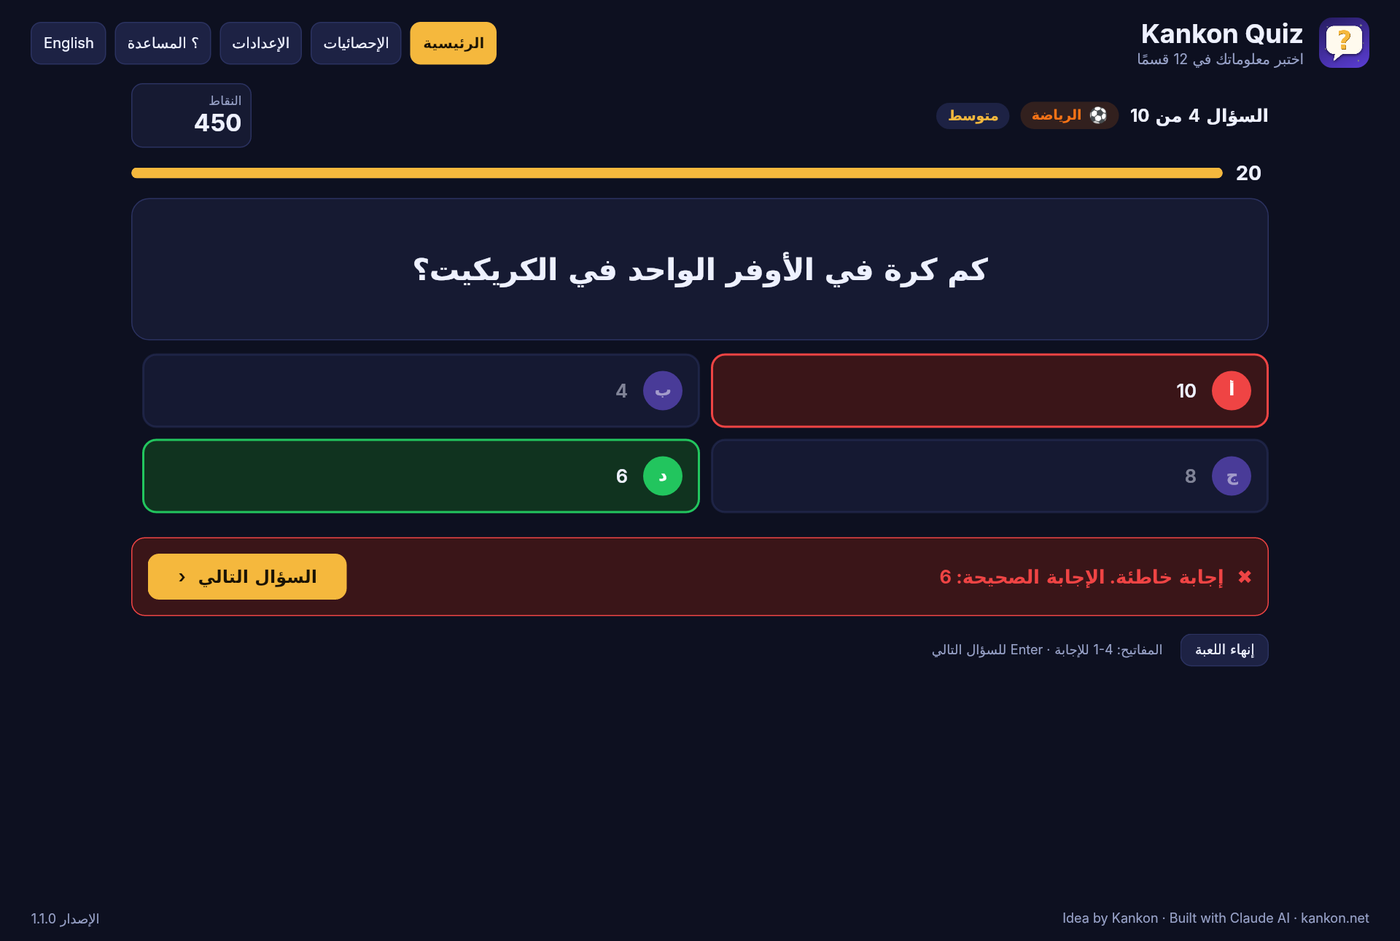 Kankon Quiz
اختبر معلوماتك في 12 قسمًا
الرئيسية
الإحصائيات
الإعدادات
؟ المساعدة
English
السؤال 4 من 10
الرياضة
متوسط
النقاط
450
20
كم كرة في الأوفر الواحد في الكريكيت؟
أ 10
ب 4
ج 8
د 6
✖ إجابة خاطئة. الإجابة الصحيحة: 6
السؤال التالي ‹
إنهاء اللعبة
المفاتيح: 1-4 للإجابة · Enter للسؤال التالي
Idea by Kankon · Built with Claude AI · kankon.net
الإصدار 1.1.0